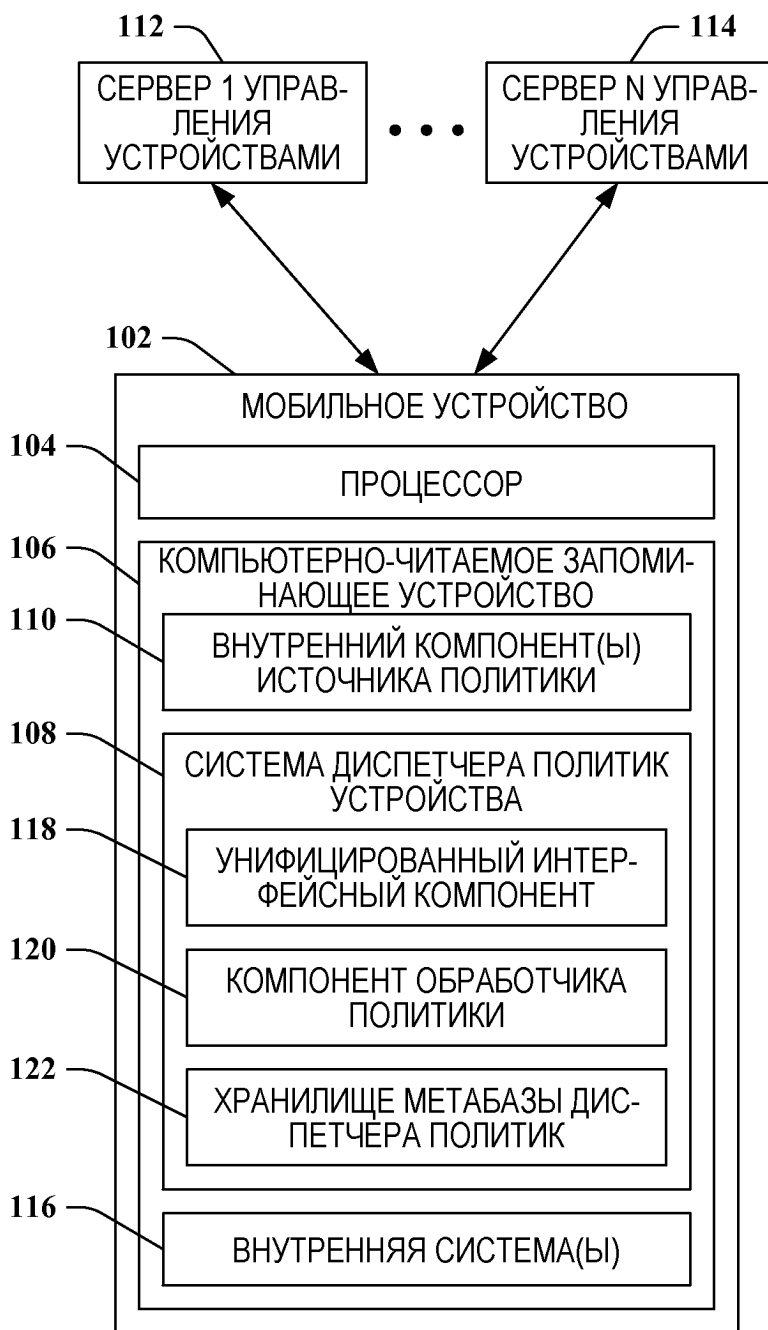 112
114
СЕРВЕР 1 УПРАВ-
ЛЕНИЯ
УСТРОЙСТВАМИ
СЕРВЕР N УПРАВ-
ЛЕНИЯ
УСТРОЙСТВАМИ
102
МОБИЛЬНОЕ УСТРОЙСТВО
104
ПРОЦЕССОР
106
КОМПЬЮТЕРНО-ЧИТАЕМОЕ ЗАПОМИ-
НАЮЩЕЕ УСТРОЙСТВО
110
ВНУТРЕННИЙ КОМПОНЕНТ(Ы)
ИСТОЧНИКА ПОЛИТИКИ
108
СИСТЕМА ДИСПЕТЧЕРА ПОЛИТИК
УСТРОЙСТВА
118
УНИФИЦИРОВАННЫЙ ИНТЕР-
ФЕЙСНЫЙ КОМПОНЕНТ
120
КОМПОНЕНТ ОБРАБОТЧИКА
ПОЛИТИКИ
122
ХРАНИЛИЩЕ МЕТАБАЗЫ ДИС-
ПЕТЧЕРА ПОЛИТИК
116
ВНУТРЕННЯЯ СИСТЕМА(Ы)